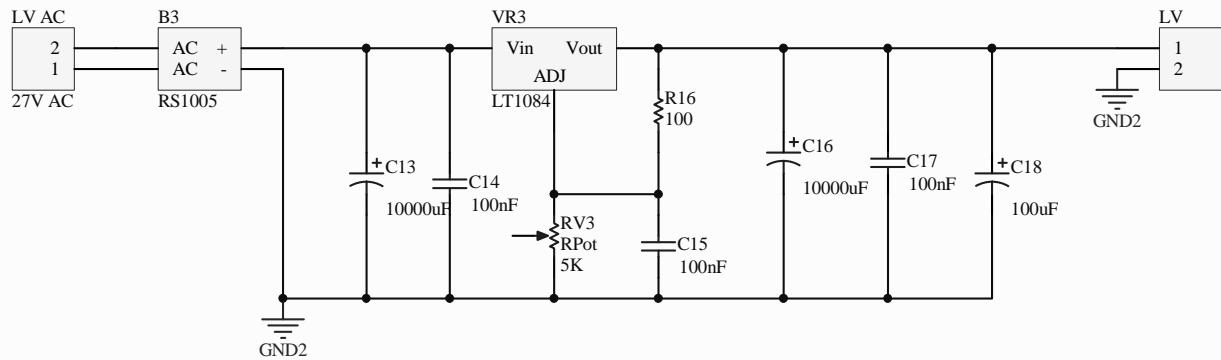 LV AC
2
1
27V AC
B3
AC +
AC -
RS1005
VR3
Vin Vout
ADJ
LT1084
R16
100
C13
10000uF
C14
100nF
RV3
RPot
5K
C15
100nF
C16
10000uF
C17
100nF
C18
100uF
LV
1
2
GND2
GND2